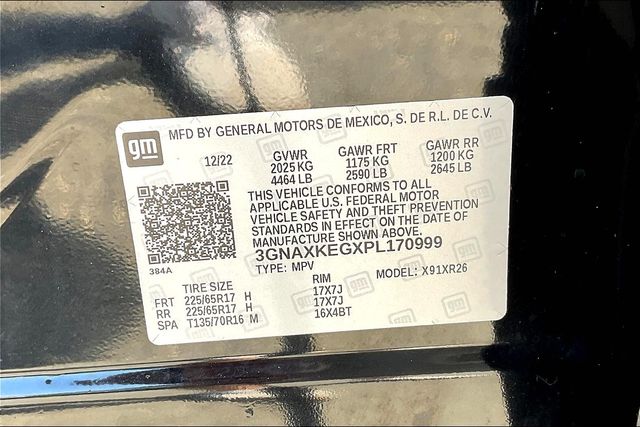 gm MFD BY GENERAL MOTORS DE MEXICO, S. DE R.L. DE C.V.
12/22 GVWR GAWR FRT GAWR RR
2025 KG 1175 KG 1200 KG
4464 LB 2590 LB 2645 LB
THIS VEHICLE CONFORMS TO ALL
APPLICABLE U.S. FEDERAL MOTOR
VEHICLE SAFETY AND THEFT PREVENTION
STANDARDS IN EFFECT ON THE DATE OF
MANUFACTURE SHOWN ABOVE.
3GNAXKEGXPL170999
384A TYPE: MPV MODEL: X91XR26
TIRE SIZE RIM
FRT 225/65R17 H 17X7J
RR 225/65R17 H 17X7J
SPA T135/70R16 M 16X4BT